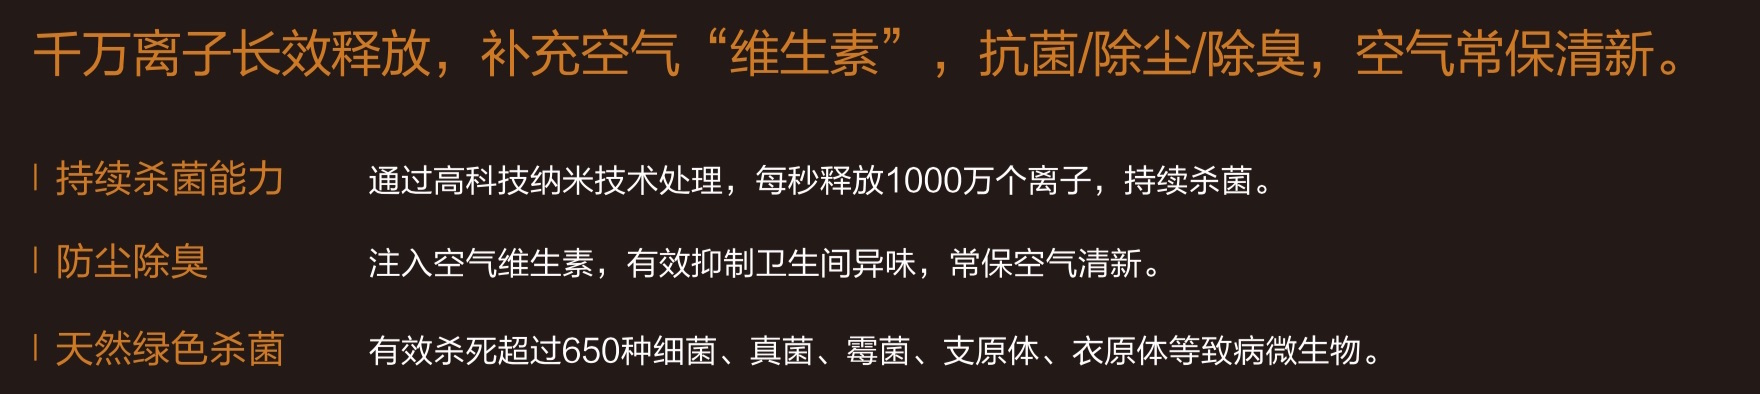 千万离子长效释放，补充空气“维生素”，抗菌/除尘/除臭，空气常保清新。
持续杀菌能力 通过高科技纳米技术处理，每秒释放1000万个离子，持续杀菌。
防尘除臭 注入空气维生素，有效抑制卫生间异味，常保空气清新。
天然绿色杀菌 有效杀死超过650种细菌、真菌、霉菌、支原体、衣原体等致病微生物。